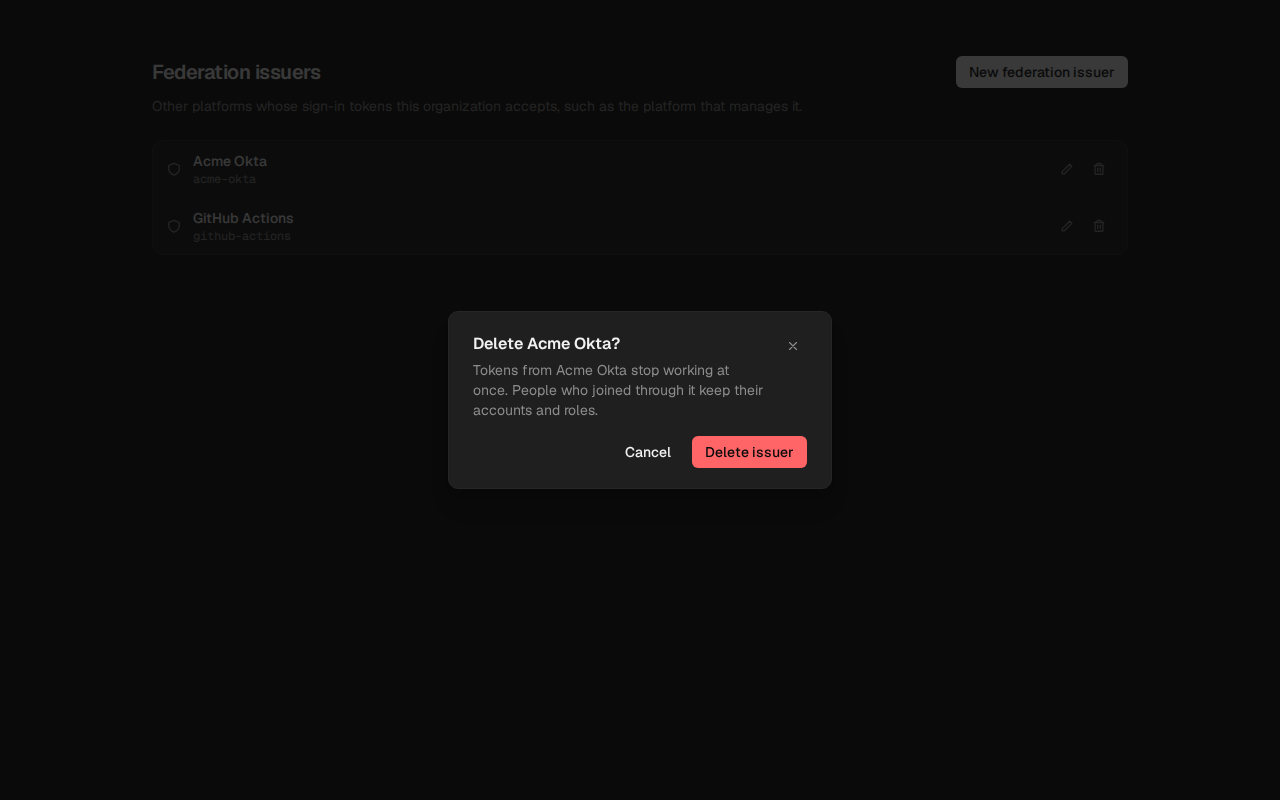 Federation issuers
New federation issuer
Other platforms whose sign-in tokens this organization accepts, such as the platform that manages it.
Acme Okta
acme-okta
GitHub Actions
github-actions
Delete Acme Okta?
Tokens from Acme Okta stop working at
once. People who joined through it keep their
accounts and roles.
Cancel
Delete issuer